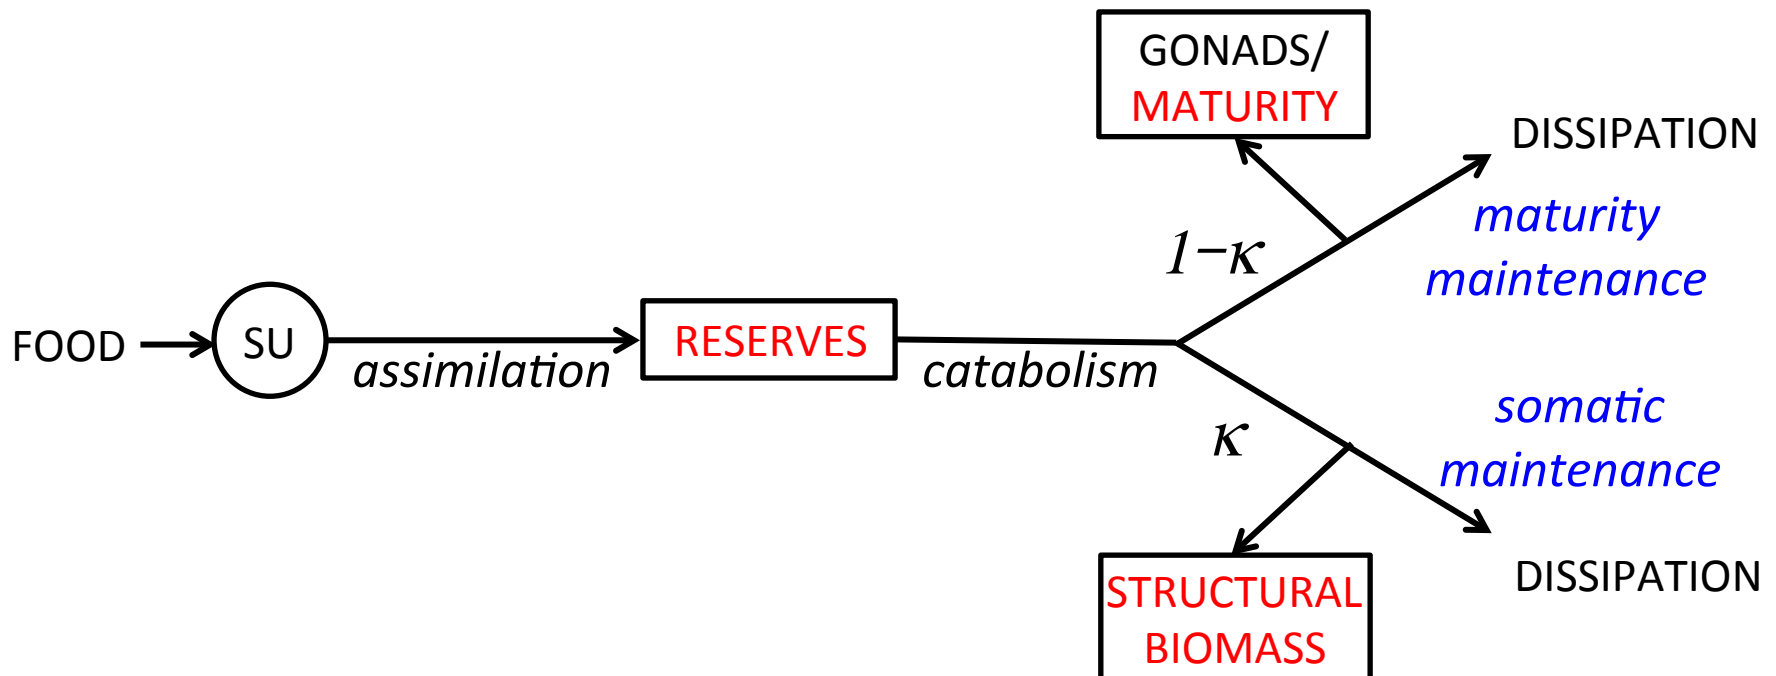 GONADS/
MATURITY
DISSIPATION
maturity
maintenance
1-κ
FOOD
SU
assimilation
RESERVES
catabolism
κ
somatic
maintenance
DISSIPATION
STRUCTURAL
BIOMASS